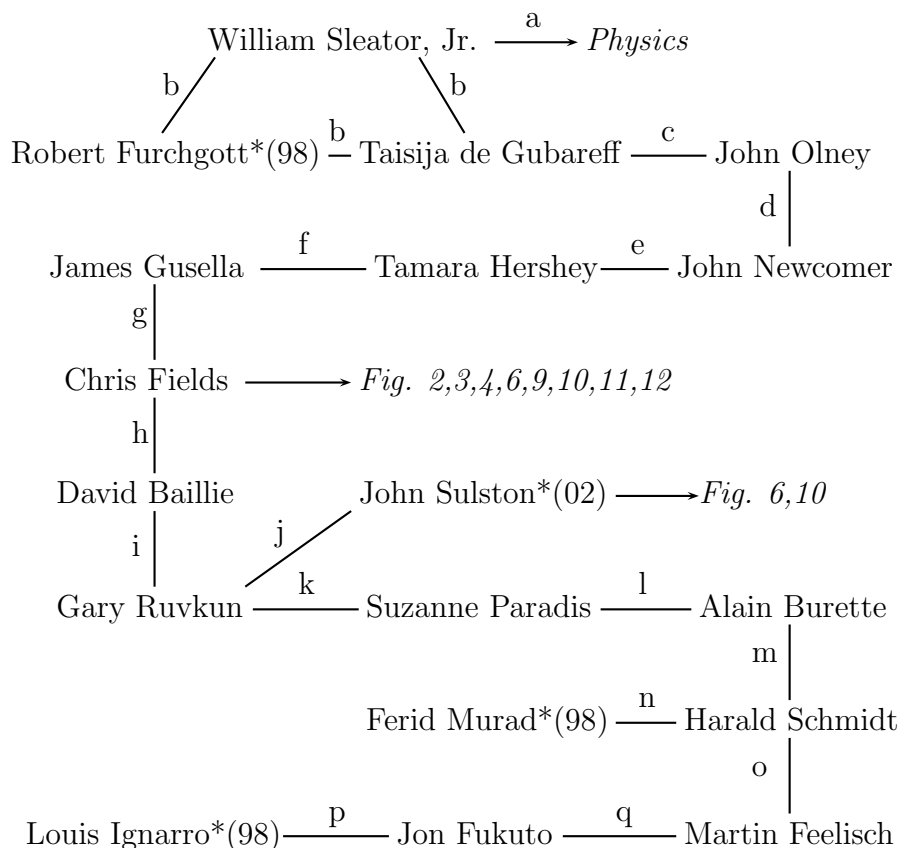 a
William Sleator, Jr. Physics
b b
b c
Robert Furchgott*(98) Taisija de Gubareff John Olney
d
f e
James Gusella Tamara Hershey John Newcomer
g
Chris Fields Fig. 2,3,4,6,9,10,11,12
h
David Baillie John Sulston*(02) Fig. 6,10
i j
k l
Gary Ruvkun Suzanne Paradis Alain Burette
m
n
Ferid Murad*(98) Harald Schmidt
o
p q
Louis Ignarro*(98) Jon Fukuto Martin Feelisch